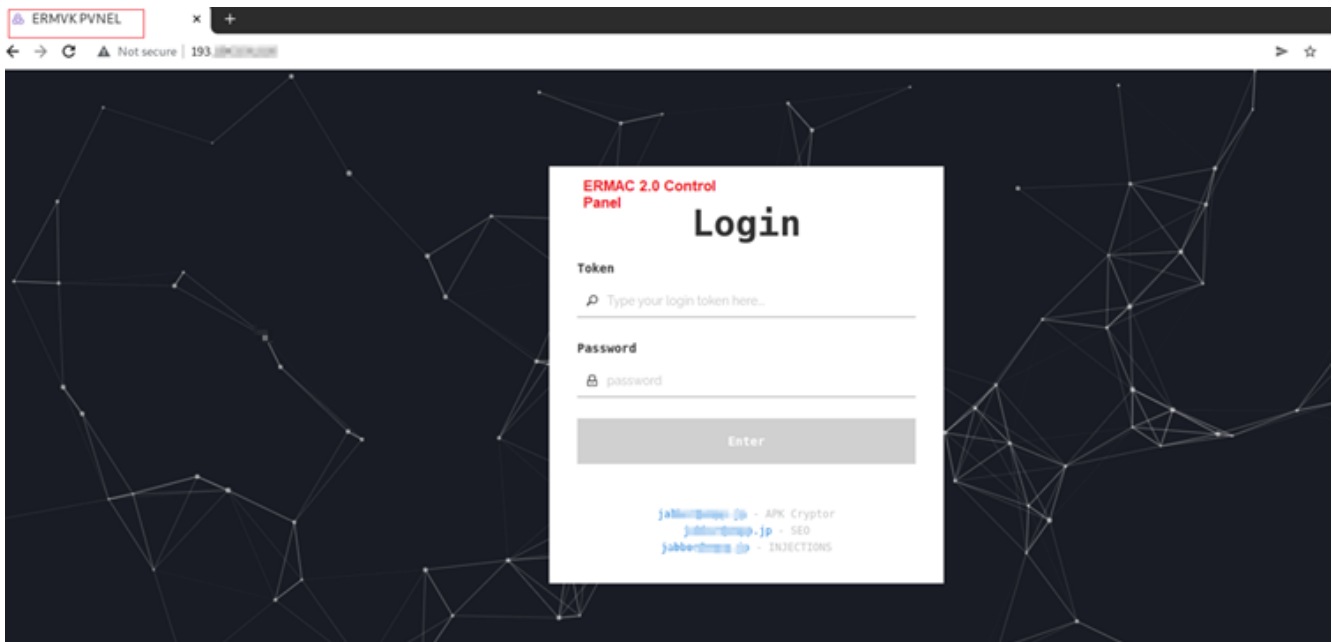 ERMVK PVNEL
Not secure | 193.
ERMAC 2.0 Control
Panel
Login
Token
Type your login token here...
Password
password
Enter
- APK Cryptor
.jp - SEO
- INJECTIONS